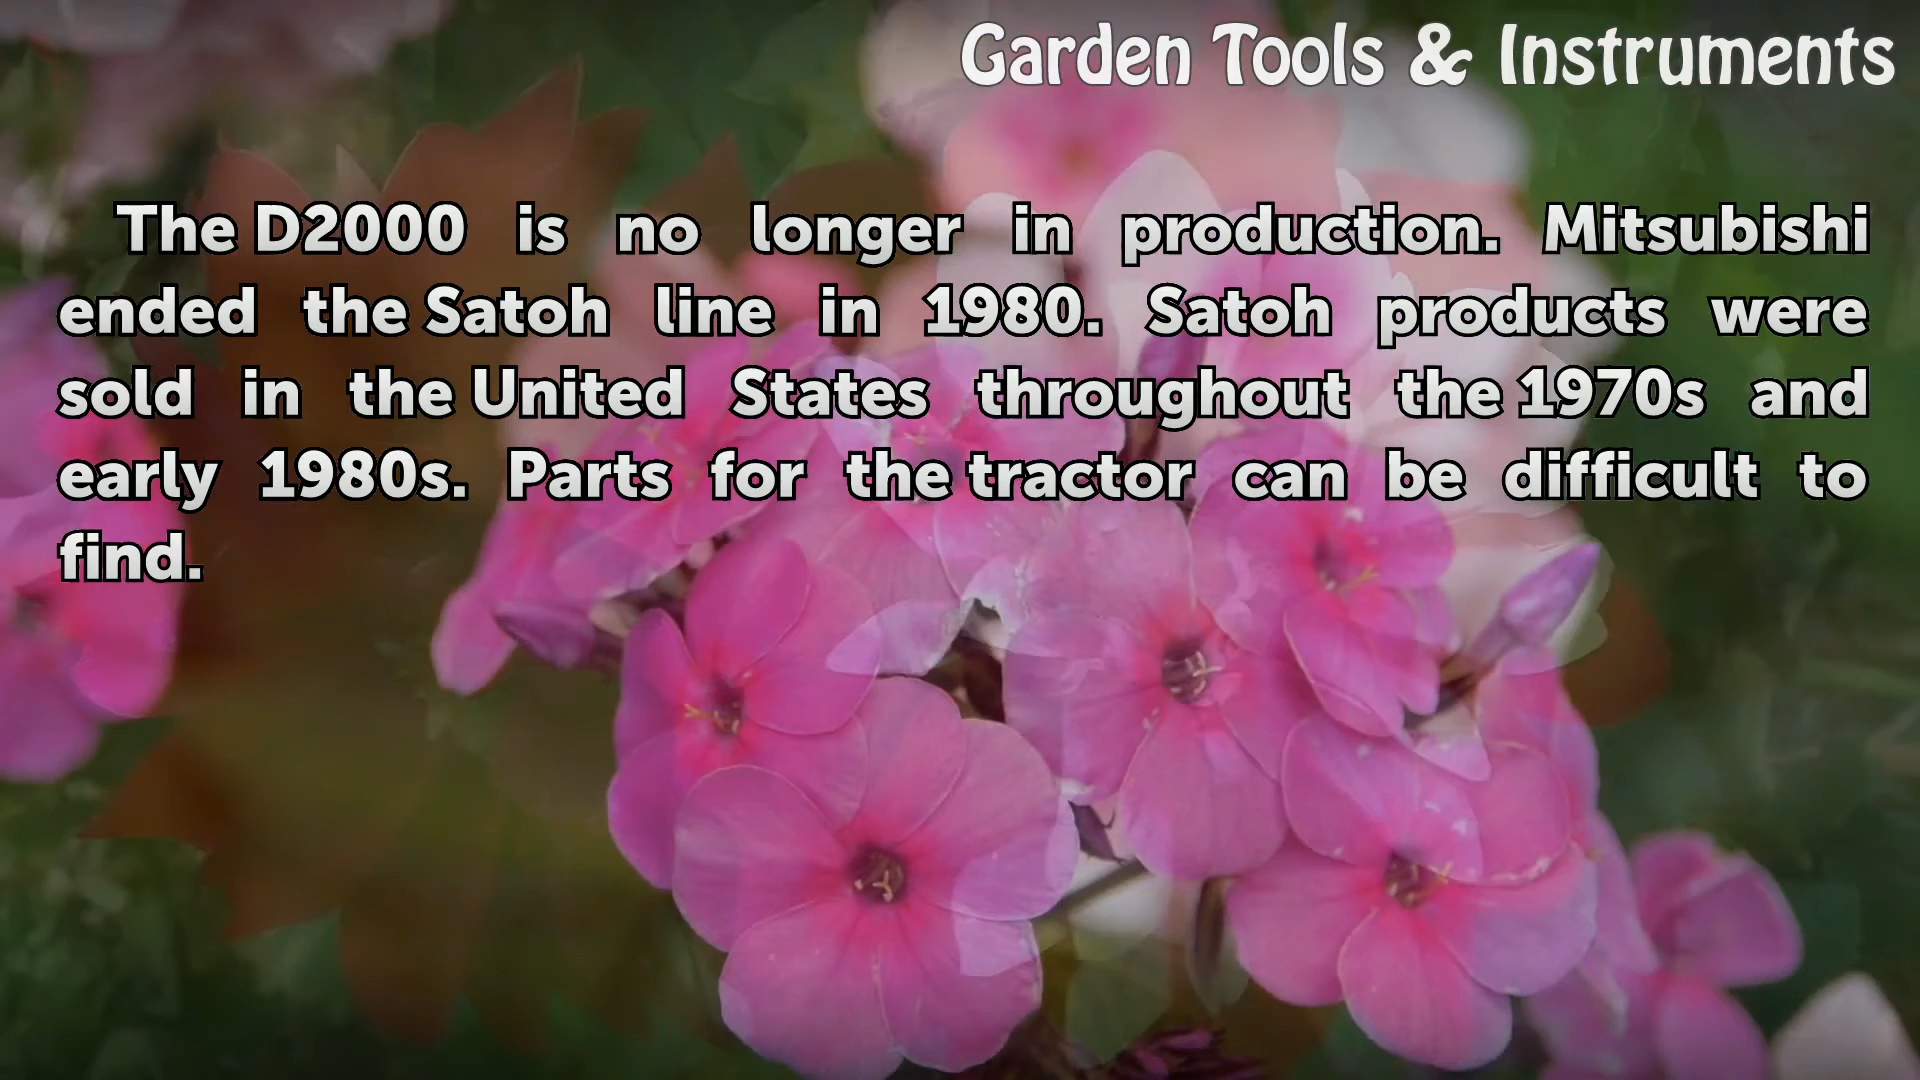 Garden Tools & Instruments
The D2000 is no longer in production. Mitsubishi
ended the Satoh line in 1980. Satoh products were
sold in the United States throughout the 1970s and
early 1980s. Parts for the tractor can be difficult to
find.